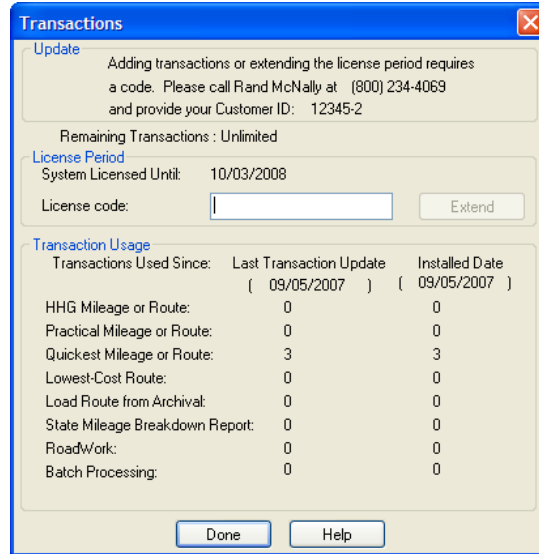 Transactions
Update
Adding transactions or extending the license period requires
a code. Please call Rand McNally at (800) 234-4069
and provide your Customer ID: 12345-2
Remaining Transactions : Unlimited
License Period
System Licensed Until: 10/03/2008
License code: Extend
Transaction Usage
Transactions Used Since: Last Transaction Update Installed Date
( 09/05/2007 ) ( 09/05/2007 )
HHG Mileage or Route: 0 0
Practical Mileage or Route: 0 0
Quickest Mileage or Route: 3 3
Lowest-Cost Route: 0 0
Load Route from Archival: 0 0
State Mileage Breakdown Report: 0 0
RoadWork: 0 0
Batch Processing: 0 0
Done Help